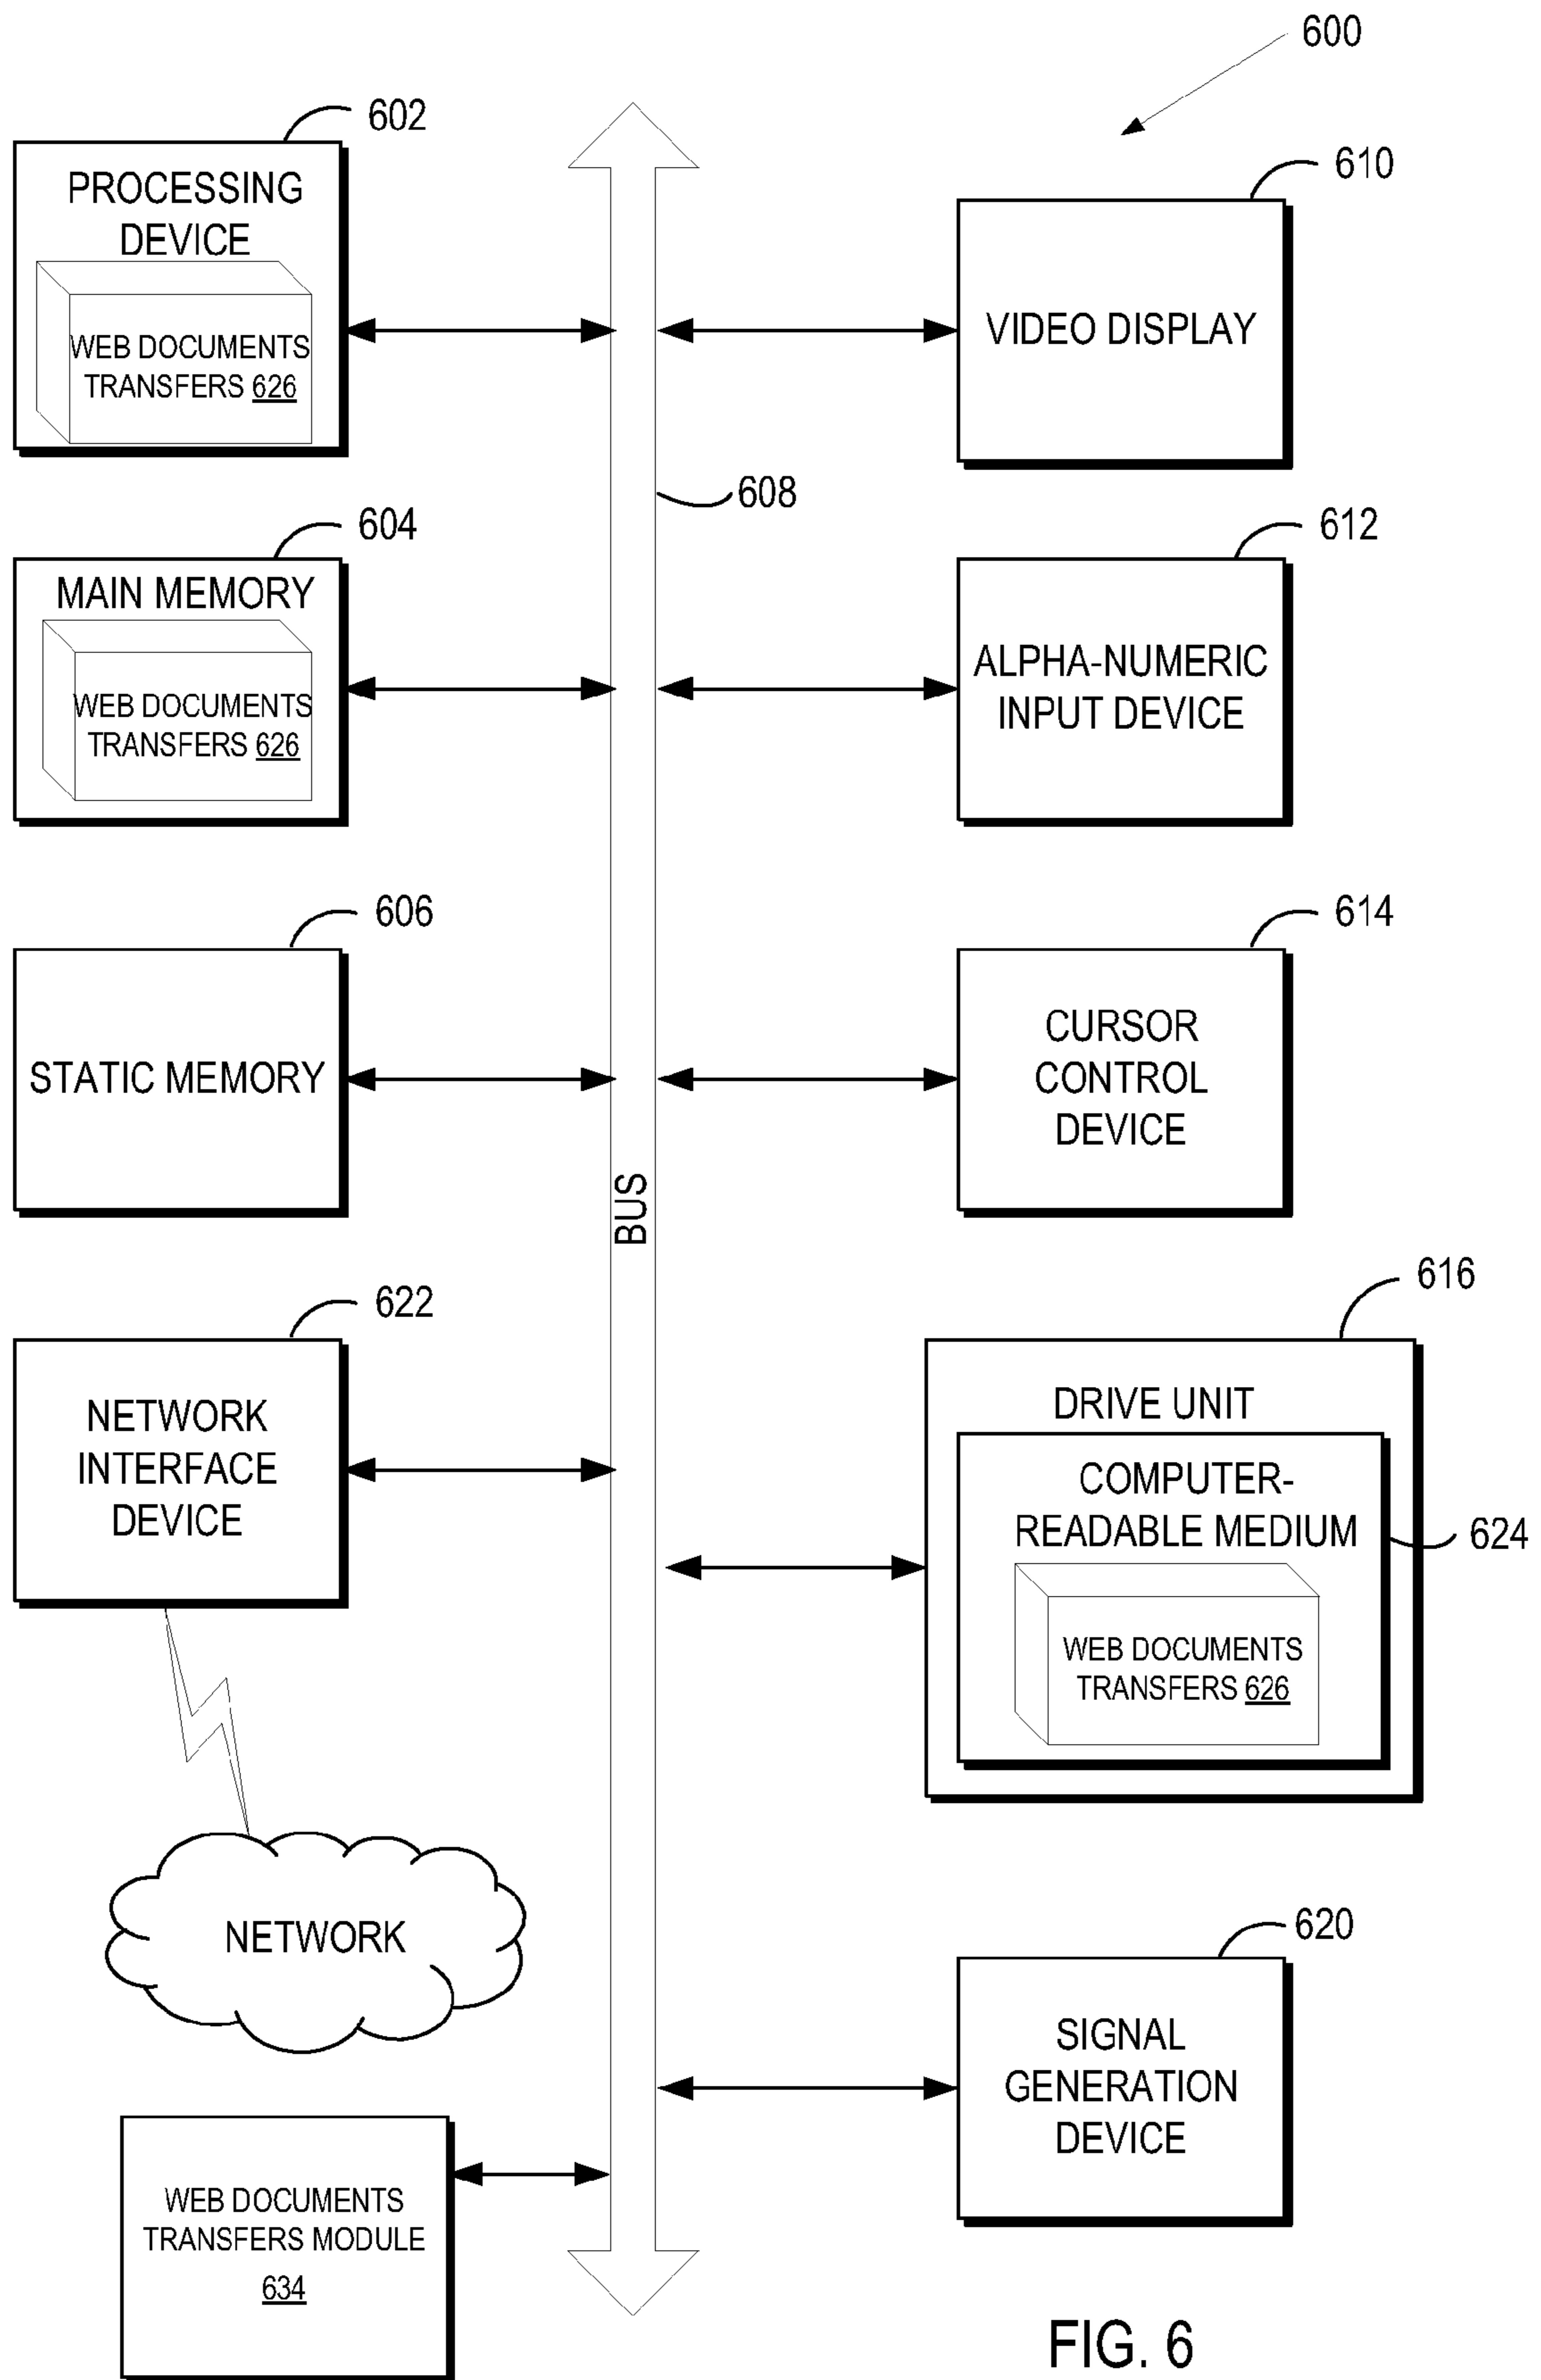 600
602
PROCESSING
DEVICE
WEB DOCUMENTS
TRANSFERS 626
610
VIDEO DISPLAY
608
604
MAIN MEMORY
WEB DOCUMENTS
TRANSFERS 626
612
ALPHA-NUMERIC
INPUT DEVICE
606
STATIC MEMORY
614
CURSOR
CONTROL
DEVICE
BUS
622
NETWORK
INTERFACE
DEVICE
616
DRIVE UNIT
COMPUTER-
READABLE MEDIUM
624
WEB DOCUMENTS
TRANSFERS 626
NETWORK
620
SIGNAL
GENERATION
DEVICE
WEB DOCUMENTS
TRANSFERS MODULE
634
FIG. 6